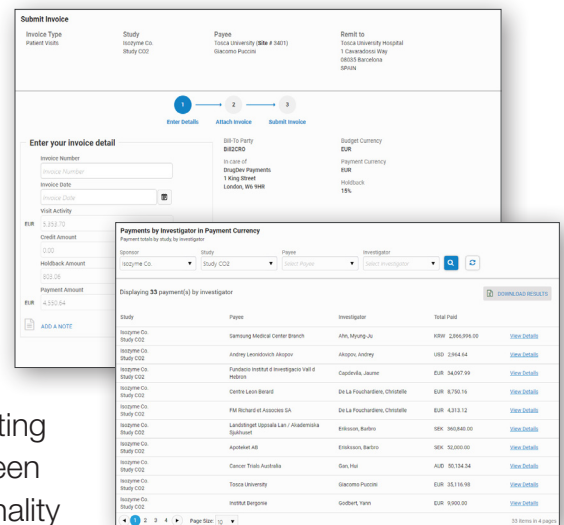 Submit Invoice
Invoice Type
Patient Visits
Study
Isozyme Co.
Study CO2
Payee
Tosca University (Site # 3401)
Giacomo Puccini
Remit to
Tosca University Hospital
1 Cavaradossi Way
08035 Barcelona
SPAIN
1 2 3
Enter Details Attach Invoice Submit Invoice
Enter your invoice detail
Invoice Number
Invoice Number
Invoice Date
Invoice Date
Visit Activity
EUR 5,353.70
Credit Amount
0.00
Holdback Amount
803.06
Payment Amount
EUR 4,550.64
ADD A NOTE
Bill-To Party
Bill2CRO
In care of
DrugDev Payments
1 King Street
London, W6 9HR
Budget Currency
EUR
Payment Currency
EUR
Holdback
15%
Payments by Investigator in Payment Currency
Payment totals by study, by investigator
Sponsor Study Payee Investigator
Isozyme Co. Study CO2 Select Payee Select Investigator
Displaying 33 payment(s) by investigator
DOWNLOAD RESULTS
Study Payee Investigator Total Paid
Isozyme Co.
Study CO2 Samsung Medical Center Branch Ahn, Myung-Ju KRW 2,866,996.00 View Details
Isozyme Co.
Study CO2 Andrey Leonidovich Akopov Akopov, Andrey USD 2,964.64 View Details
Isozyme Co.
Study CO2 Fundacio Institut d Investigacio Vall d Hebron Capdevila, Jaume EUR 54,097.99 View Details
Isozyme Co.
Study CO2 Centre Leon Berard De La Fouchardiere, Christelle EUR 8,750.16 View Details
Isozyme Co.
Study CO2 PM Richard et Associes SA De La Fouchardiere, Christelle EUR 4,313.12 View Details
Isozyme Co.
Study CO2 Landstinget Uppsala Lan / Akademiska Sjukhuset Eriksson, Barbro SEK 360,840.00 View Details
Isozyme Co.
Study CO2 Apoteket AB Eriksson, Barbro SEK 52,000.00 View Details
Isozyme Co.
Study CO2 Cancer Trials Australia Gan, Hui AUD 50,134.34 View Details
Isozyme Co.
Study CO2 Tosca University Giacomo Puccini EUR 35,116.98 View Details
Isozyme Co.
Study CO2 Institut Bergonie Godbert, Yann EUR 9,900.00 View Details
1 2 3 4 Page Size: 10 33 items in 4 pages
ting
een
nality